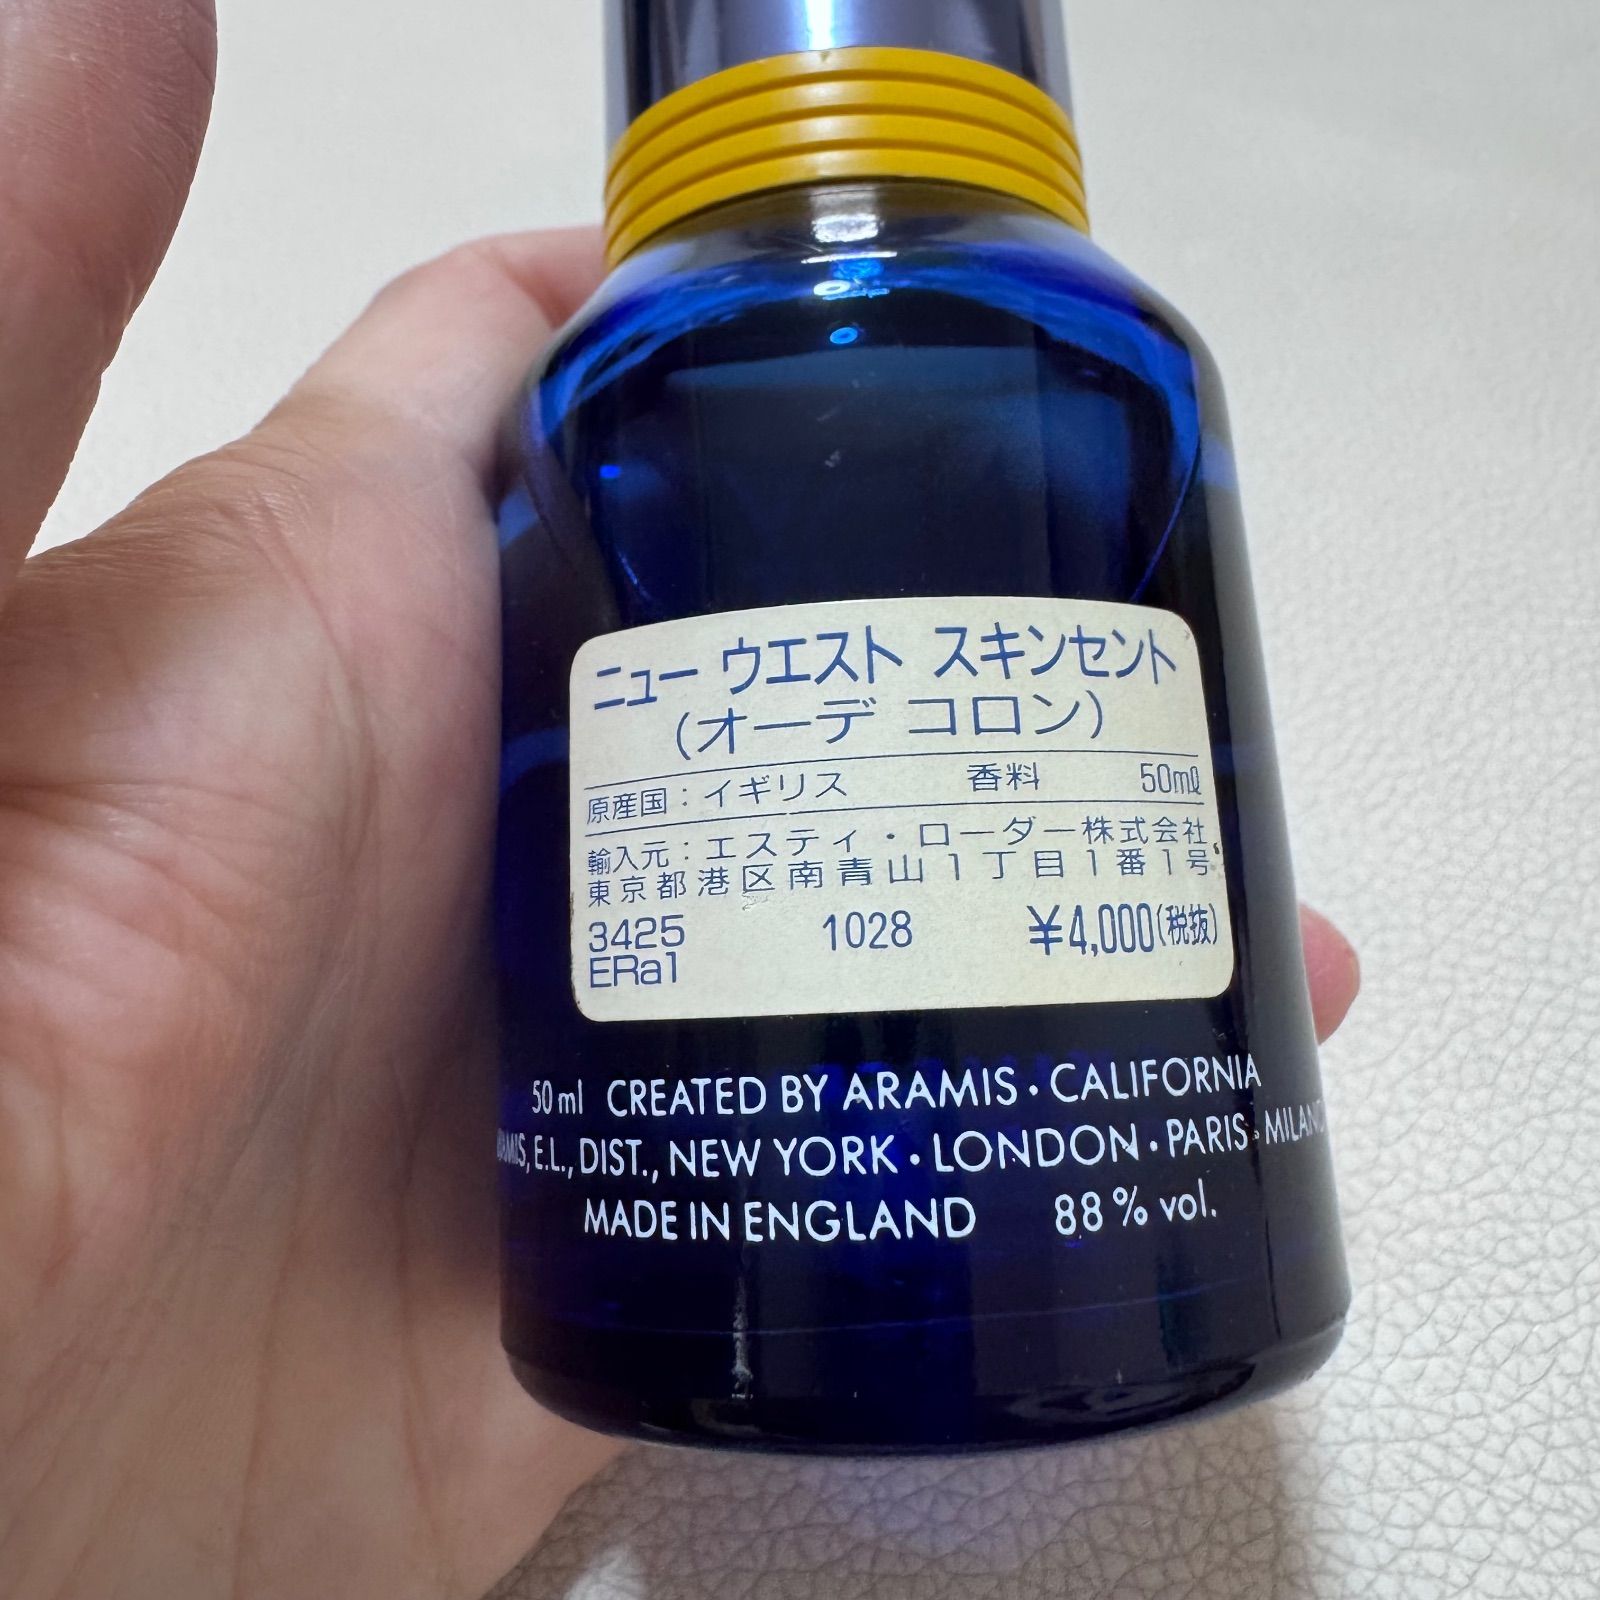 ニュー ウエスト スキンセント
(オーデ コロン)
原産国:イギリス 香料 50mℓ
輸入元:エスティ・ローダー株式会社
東京都港区南青山1丁目1番1号
3425 1028 ¥4,000(税抜)
ERa1
50 ml CREATED BY ARAMIS • CALIFORNIA
E.L., DIST., NEW YORK • LONDON • PARIS • MILAN
MADE IN ENGLAND 88% vol.